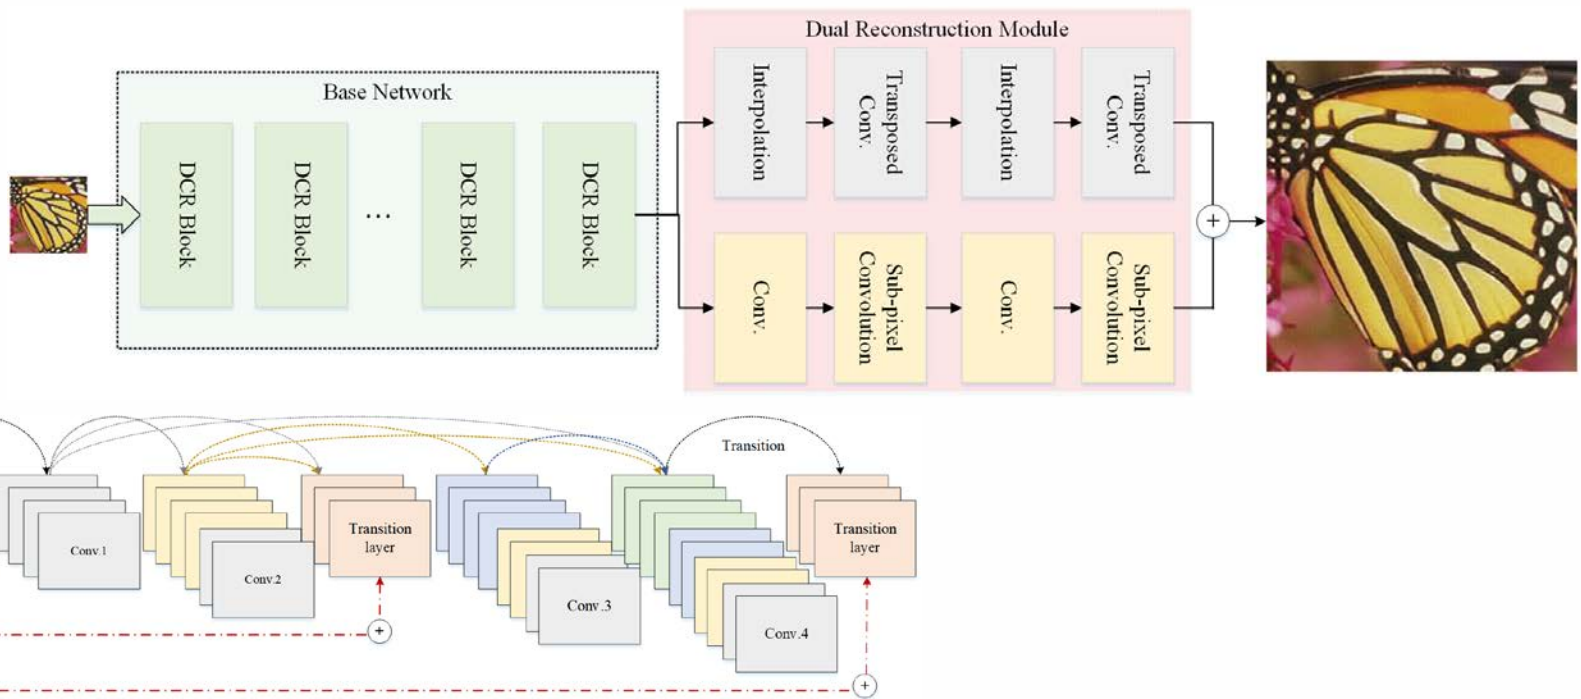 Dual Reconstruction Module
Base Network
DCR Block
DCR Block
...
DCR Block
DCR Block
Interpolation
Transposed
Conv.
Interpolation
Transposed
Conv.
+
Conv.
Sub-pixel
Convolution
Conv.
Sub-pixel
Convolution
Transition
Conv.1
Conv.2
Transition
layer
Conv.3
Conv.4
Transition
layer
+
+